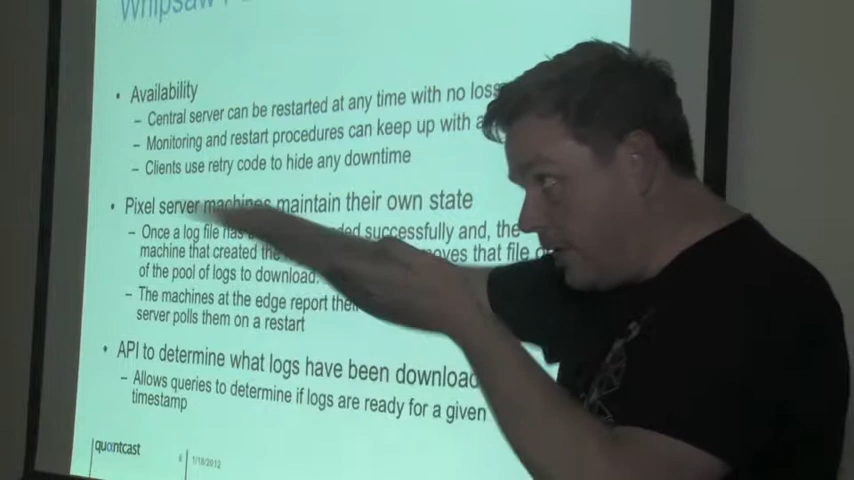 Whipsaw
• Availability
– Central server can be restarted at any time with no loss
– Monitoring and restart procedures can keep up with
– Clients using retry code to hide any downtime
• Pixel server machines maintain their own state
– Once a log file has successfully and, the
machine that created the moves that file
of the pool of logs to download.
– The machines at the edge report their
server polls them on restart
• API to determine what logs have been download
– Allows queries to determine if logs are ready for a given
timestamp
quantcast
6
1/18/2012